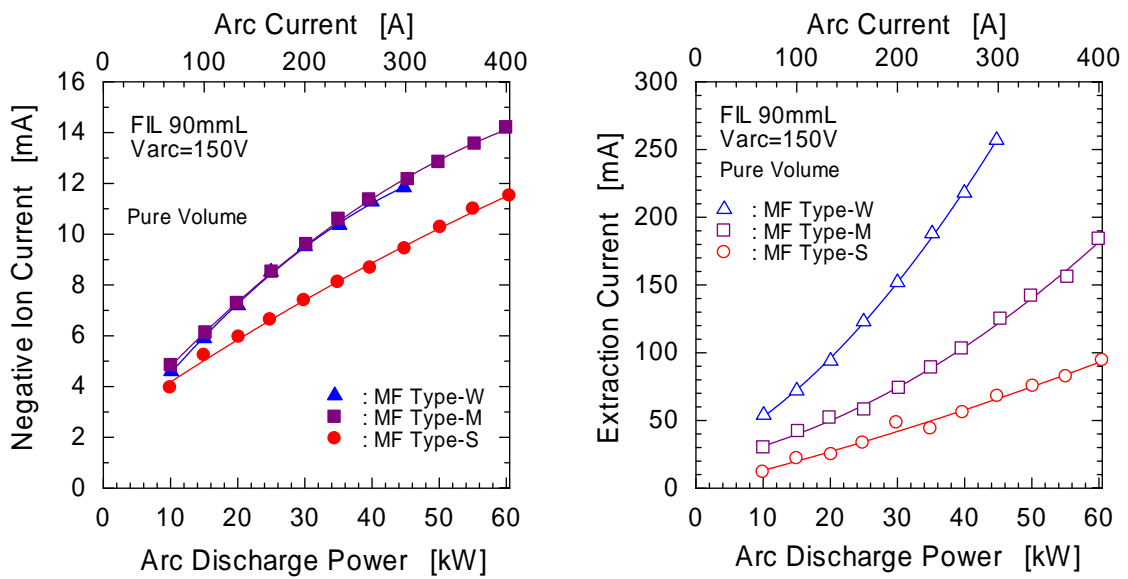 Arc Current [A]
0 100 200 300 400
16
14
12
10
8
6
4
2
0
Negative Ion Current [mA]
FIL 90mmL
Varc=150V
Pure Volume
: MF Type-W
: MF Type-M
: MF Type-S
0 10 20 30 40 50 60
Arc Discharge Power [kW]
Arc Current [A]
0 100 200 300 400
300
250
200
150
100
50
0
Extraction Current [mA]
FIL 90mmL
Varc=150V
Pure Volume
: MF Type-W
: MF Type-M
: MF Type-S
0 10 20 30 40 50 60
Arc Discharge Power [kW]